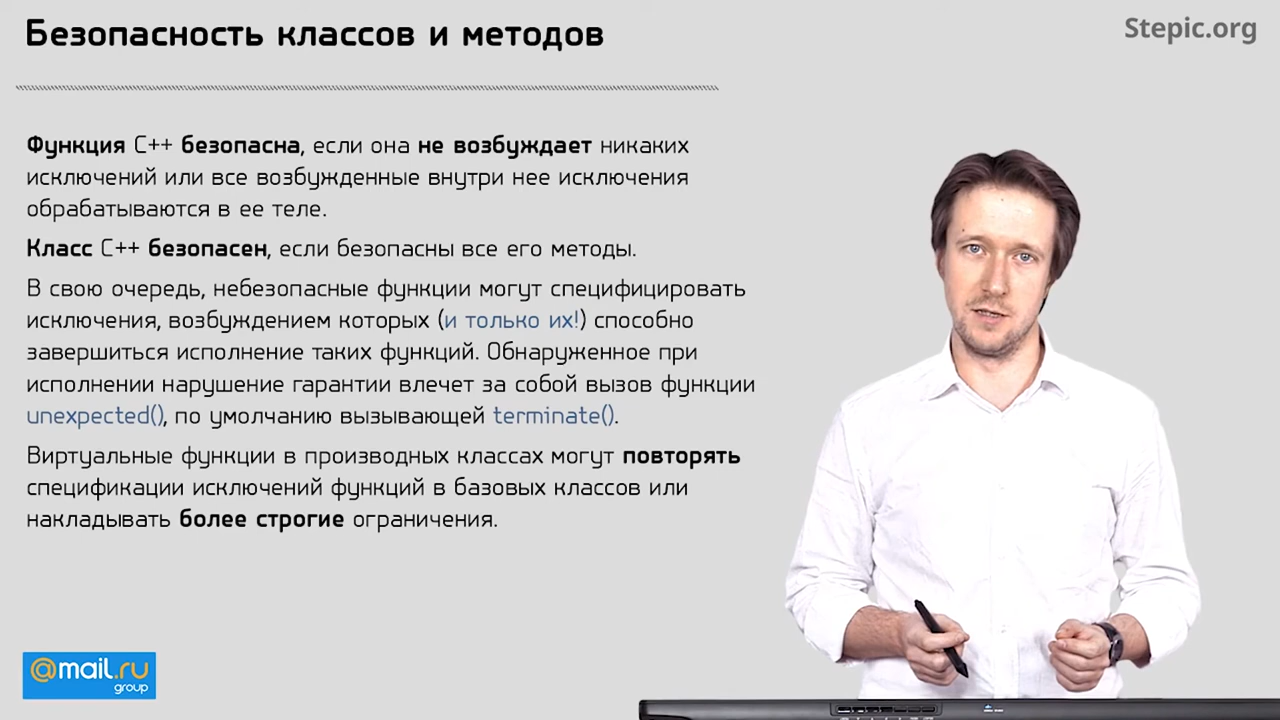 Безопасность классов и методов
Stepic.org
Функция C++ безопасна, если она не возбуждает никаких
исключений или все возбужденные внутри нее исключения
обрабатываются в ее теле.
Класс C++ безопасен, если безопасны все его методы.
В свою очередь, небезопасные функции могут специфицировать
исключения, возбуждением которых (и только их!) способно
завершиться исполнение таких функций. Обнаруженное при
исполнении нарушение гарантии влечет за собой вызов функции
unexpected(), по умолчанию вызывающей terminate().
Виртуальные функции в производных классах могут повторять
спецификации исключений функций в базовых классов или
накладывать более строгие ограничения.
@mail.ru
group